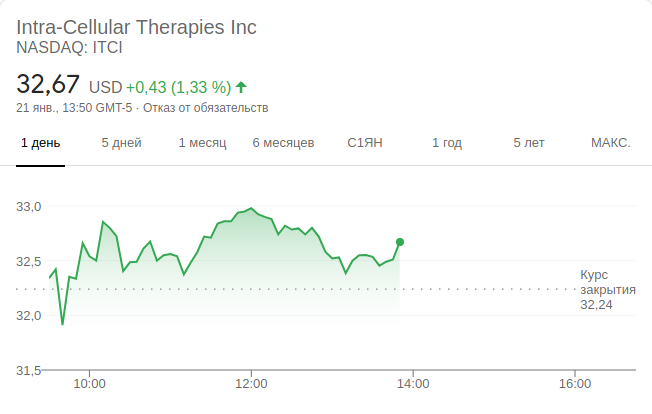 Intra-Cellular Therapies Inc
NASDAQ: ITCI
32,67 USD +0,43 (1,33 %)
21 янв., 13:50 GMT-5 · Отказ от обязательств
1 день 5 дней 1 месяц 6 месяцев С1ЯН 1 год 5 лет МАКС.
33,0
32,5
Курс
закрытия
32,24
32,0
31,5
10:00 12:00 14:00 16:00